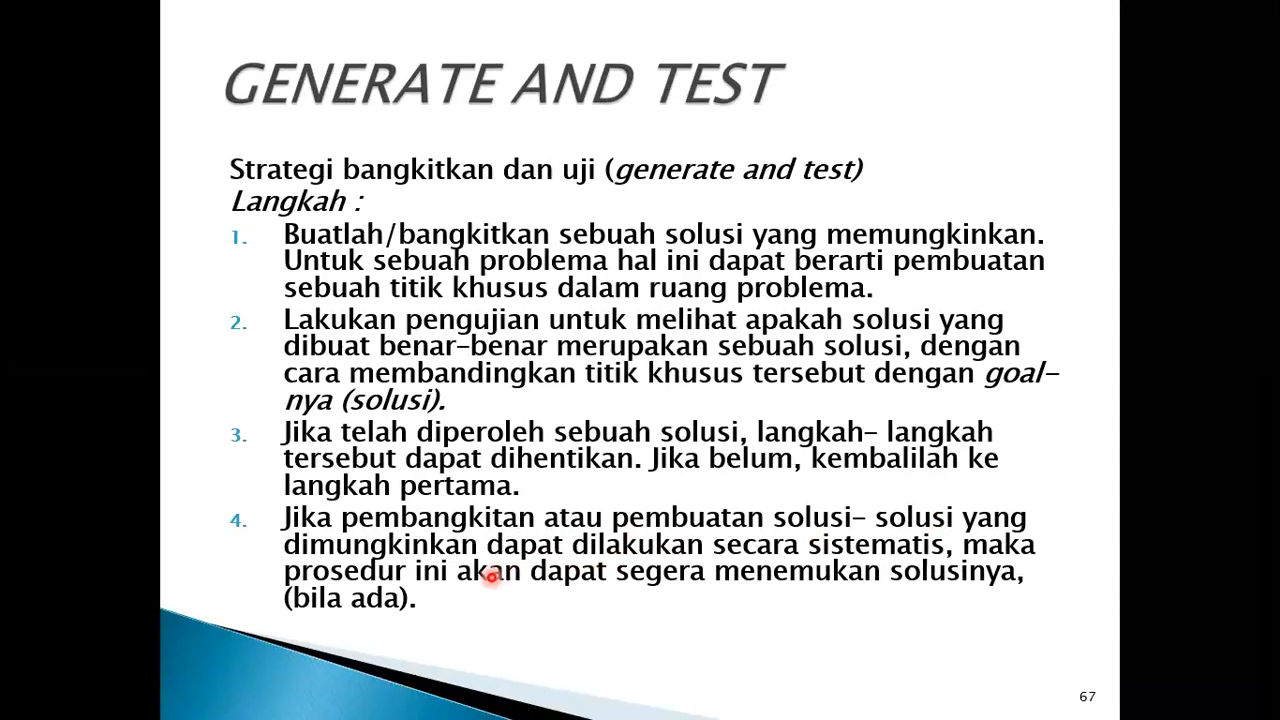 GENERATE AND TEST
Strategi bangkitkan dan uji (generate and test)
Langkah :
1. Buatlah/bangkitkan sebuah solusi yang memungkinkan.
Untuk sebuah problema hal ini dapat berarti pembuatan
sebuah titik khusus dalam ruang problema.
2. Lakukan pengujian untuk melihat apakah solusi yang
dibuat benar-benar merupakan sebuah solusi, dengan
cara membandingkan titik khusus tersebut dengan goal-
nya (solusi).
3. Jika telah diperoleh sebuah solusi, langkah- langkah
tersebut dapat dihentikan. Jika belum, kembalilah ke
langkah pertama.
4. Jika pembangkitan atau pembuatan solusi- solusi yang
dimungkinkan dapat dilakukan secara sistematis, maka
prosedur ini akan dapat segera menemukan solusinya,
(bila ada).
67